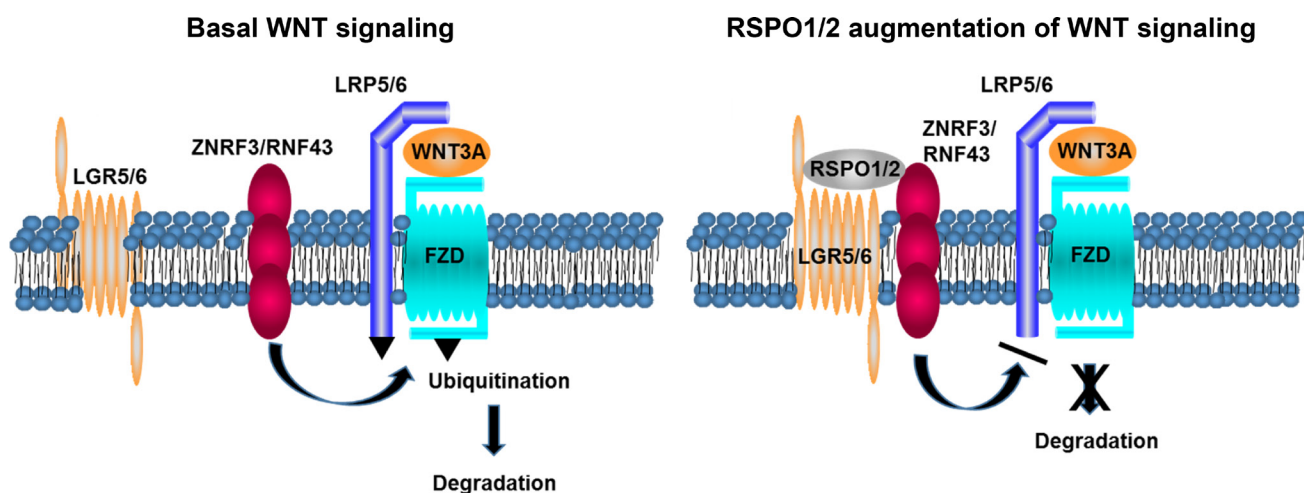 Basal WNT signaling
LRP5/6
ZNRF3/RNF43
WNT3A
LGR5/6
FZD
Ubiquitination
Degradation
RSPO1/2 augmentation of WNT signaling
LRP5/6
ZNRF3/
RNF43
WNT3A
RSPO1/2
LGR5/6
FZD
Degradation